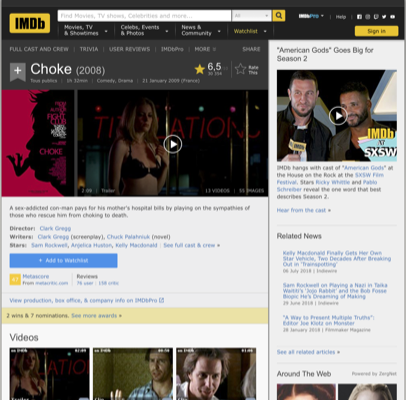 IMDb
Find Movies, TV shows, Celebrities and more...
All
IMDbPro
Help
Movies, TV
& Showtimes
Celebs, Events
& Photos
News &
Community
Watchlist
Sign in
FULL CAST AND CREW | TRIVIA | USER REVIEWS | IMDbPro | MORE
SHARE
Choke (2008)
6,5
Rate
This
Tous publics | 1h 32min | Comedy, Drama | 21 January 2009 (France)
FROM THE
FIGHT
CLUB
CHOKE
2:09 | Trailer
13 VIDEOS | 55 IMAGES
A sex-addicted con-man pays for his mother's hospital bills by playing on the sympathies of
those who rescue him from choking to death.
Director: Clark Gregg
Writers: Clark Gregg (screenplay), Chuck Palahniuk (novel)
Stars: Sam Rockwell, Anjelica Huston, Kelly Macdonald | See full cast & crew »
+ Add to Watchlist
Metascore
From metacritic.com
Reviews
76 user | 158 critic
View production, box office, & company info on IMDbPro
2 wins & 7 nominations. See more awards »
Videos
"American Gods" Goes Big for
Season 2
IMDb
at
SXSW
IMDb hangs with cast of "American Gods" at
the House on the Rock at the SXSW Film
Festival. Stars Ricky Whittle and Pablo
Schreiber reveal the one word that best
describes Season 2.
Hear from the cast »
Related News
Kelly Macdonald Finally Gets Her Own
Star Vehicle, Two Decades After Breaking
Out in 'Trainspotting'
06 July 2018 | Indiewire
Sam Rockwell on Playing a Nazi in Taika
Waititi's 'Jojo Rabbit' and the Bob Fosse
Biopic He's Dreaming of Making
29 June 2018 | Indiewire
"A Way to Present Multiple Truths":
Editor Joe Klotz on Monster
28 January 2018 | Filmmaker Magazine
See all related articles »
Around The Web
Powered by ZergNet